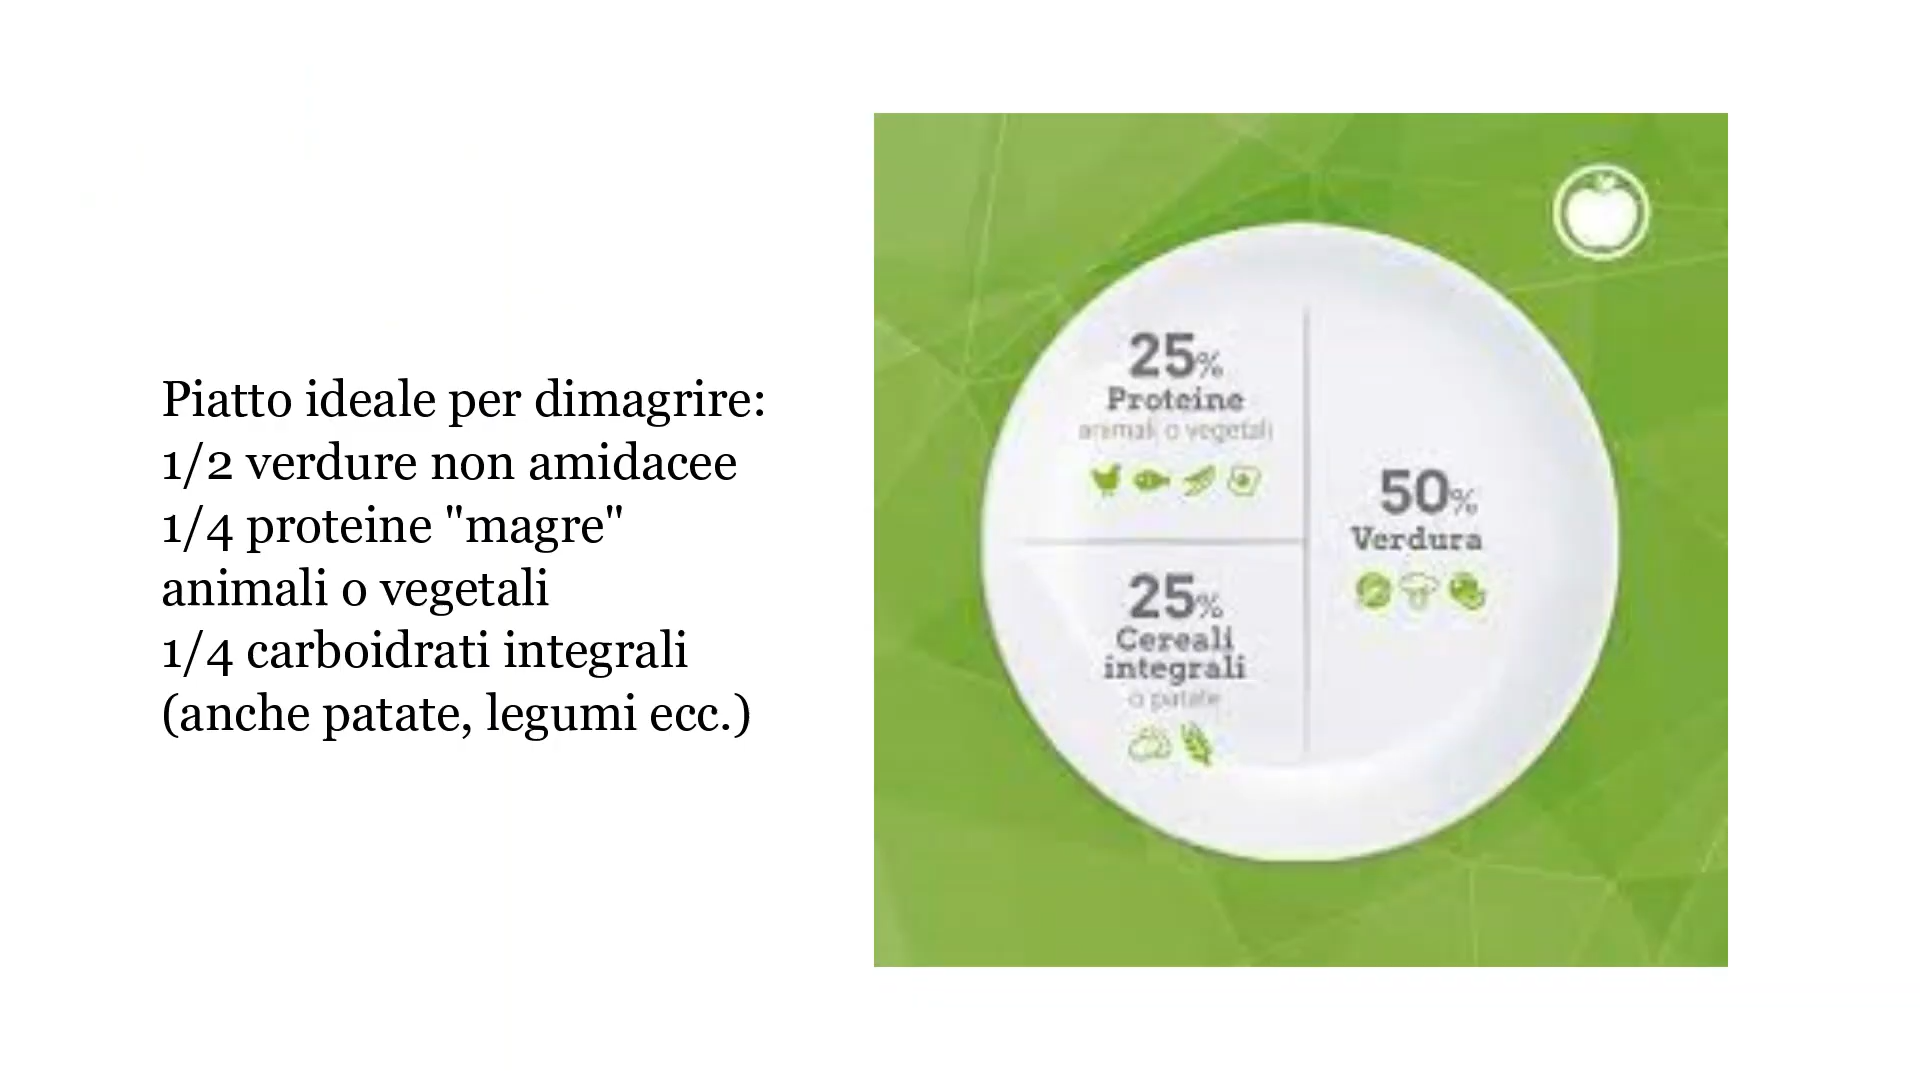 Piatto ideale per dimagrire:
1/2 verdure non amidacee
1/4 proteine "magre"
animali o vegetali
1/4 carboidrati integrali
(anche patate, legumi ecc.)
25%
Proteine
animali o vegetali
25%
Cereali
integrali
o patate
50%
Verdura